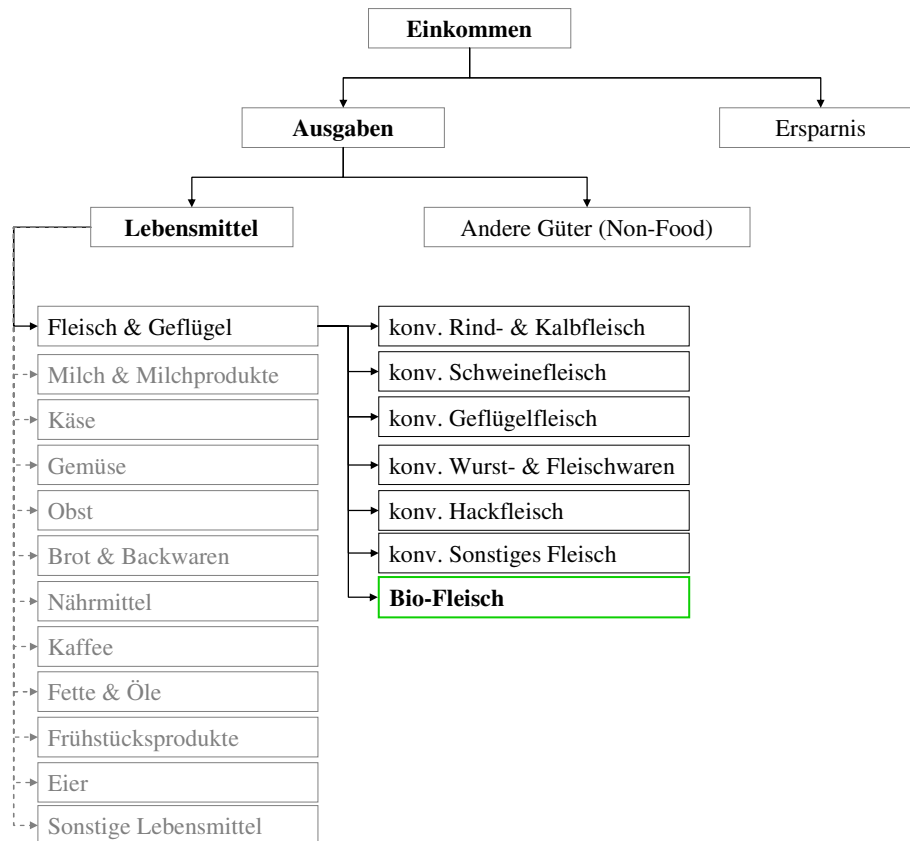 Einkommen
Ausgaben
Ersparnis
Lebensmittel
Andere Güter (Non-Food)
Fleisch & Geflügel
Milch & Milchprodukte
Käse
Gemüse
Obst
Brot & Backwaren
Nährmittel
Kaffee
Fette & Öle
Frühstücksprodukte
Eier
Sonstige Lebensmittel
konv. Rind- & Kalbfleisch
konv. Schweinefleisch
konv. Geflügelfleisch
konv. Wurst- & Fleischwaren
konv. Hackfleisch
konv. Sonstiges Fleisch
Bio-Fleisch